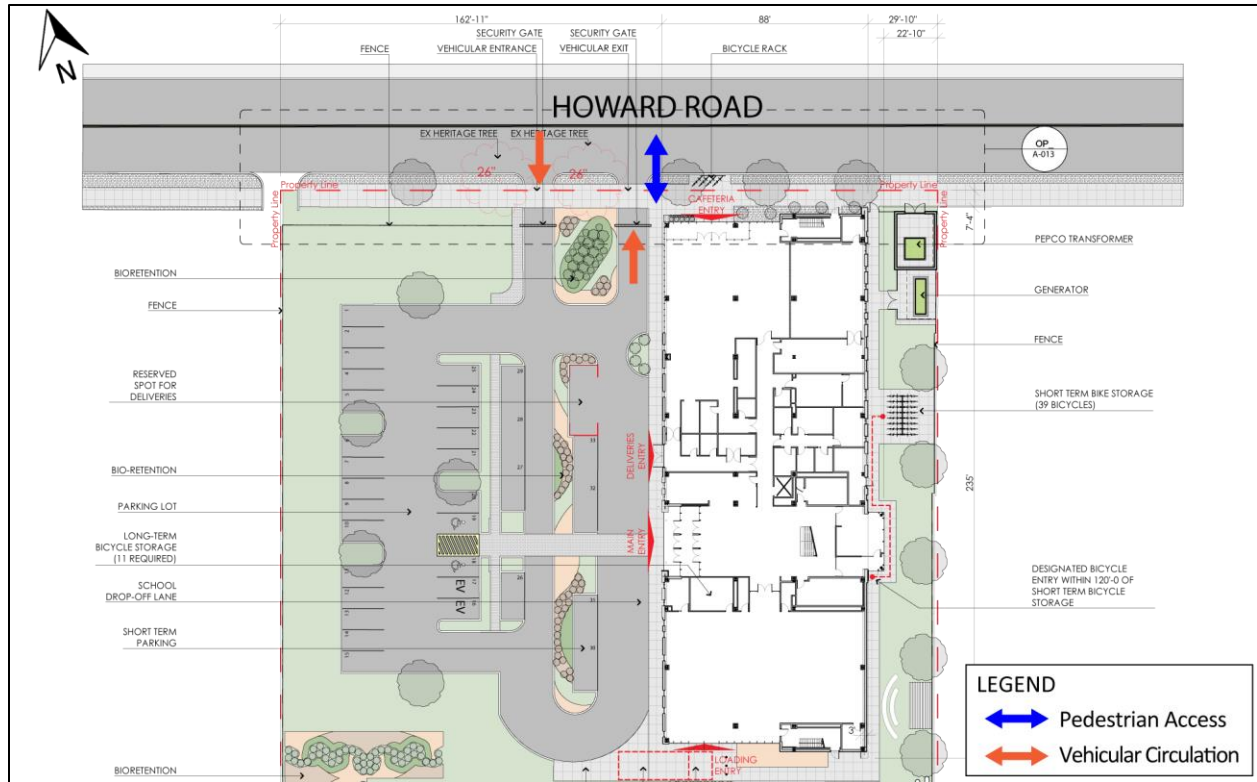 162'-11"
88'
29'-10"
22'-10"
N
FENCE
SECURITY GATE
VEHICULAR ENTRANCE
SECURITY GATE
VEHICULAR EXIT
BICYCLE RACK
HOWARD ROAD
EX HERITAGE TREE
EX HERITAGE TREE
OP_
A-013
26"
26"
Property Line
Property Line
Property Line
Property Line
CAFETERIA
ENTRY
7'-4"
PEPCO TRANSFORMER
GENERATOR
FENCE
BIORETENTION
FENCE
RESERVED
SPOT FOR
DELIVERIES
SHORT TERM BIKE STORAGE
(39 BICYCLES)
DELIVERIES
ENTRY
BIO-RETENTION
235'
PARKING LOT
LONG-TERM
BICYCLE STORAGE
(11 REQUIRED)
MAIN
ENTRY
SCHOOL
DROP-OFF LANE
EV EV
DESIGNATED BICYCLE
ENTRY WITHIN 120'-0 OF
SHORT TERM BICYCLE
STORAGE
SHORT TERM
PARKING
3'
LOADING
ENTRY
BIORETENTION
LEGEND
Pedestrian Access
Vehicular Circulation